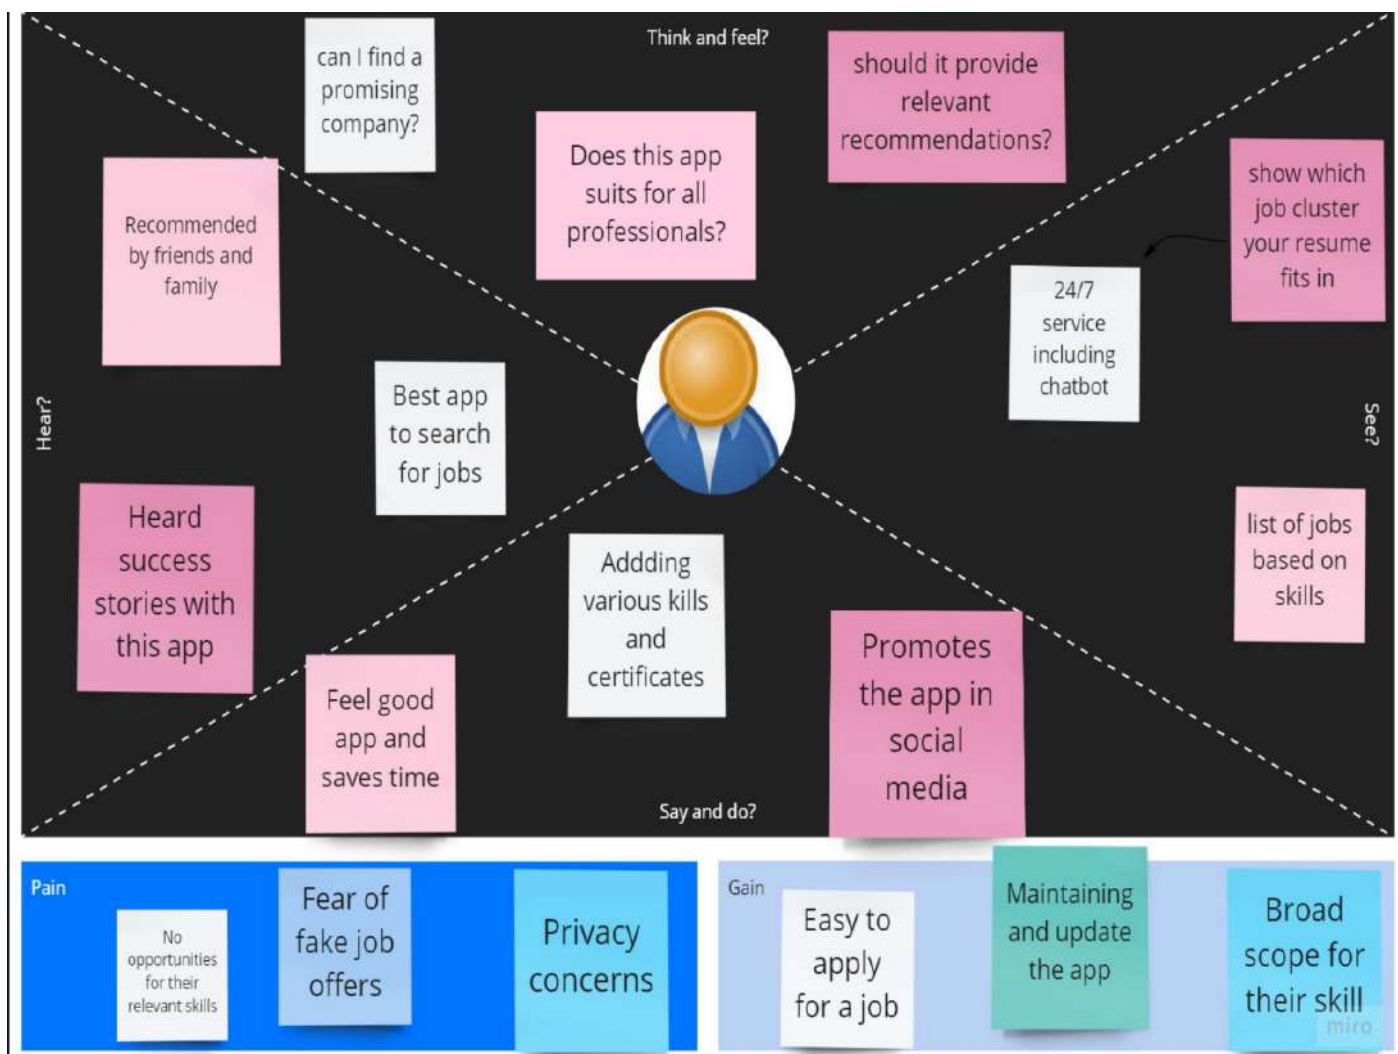 Think and feel?
can I find a
promising
company?
Does this app
suits for all
professionals?
should it provide
relevant
recommendations?
Hear?
Recommended
by friends and
family
Best app
to search
for jobs
Heard
success
stories with
this app
See?
show which
job cluster
your resume
fits in
24/7
service
including
chatbot
list of jobs
based on
skills
Say and do?
Feel good
app and
saves time
Addding
various kills
and
certificates
Promotes
the app in
social
media
Pain
No
opportunities
for their
relevant skills
Fear of
fake job
offers
Privacy
concerns
Gain
Easy to
apply
for a job
Maintaining
and update
the app
Broad
scope for
their skill
miro